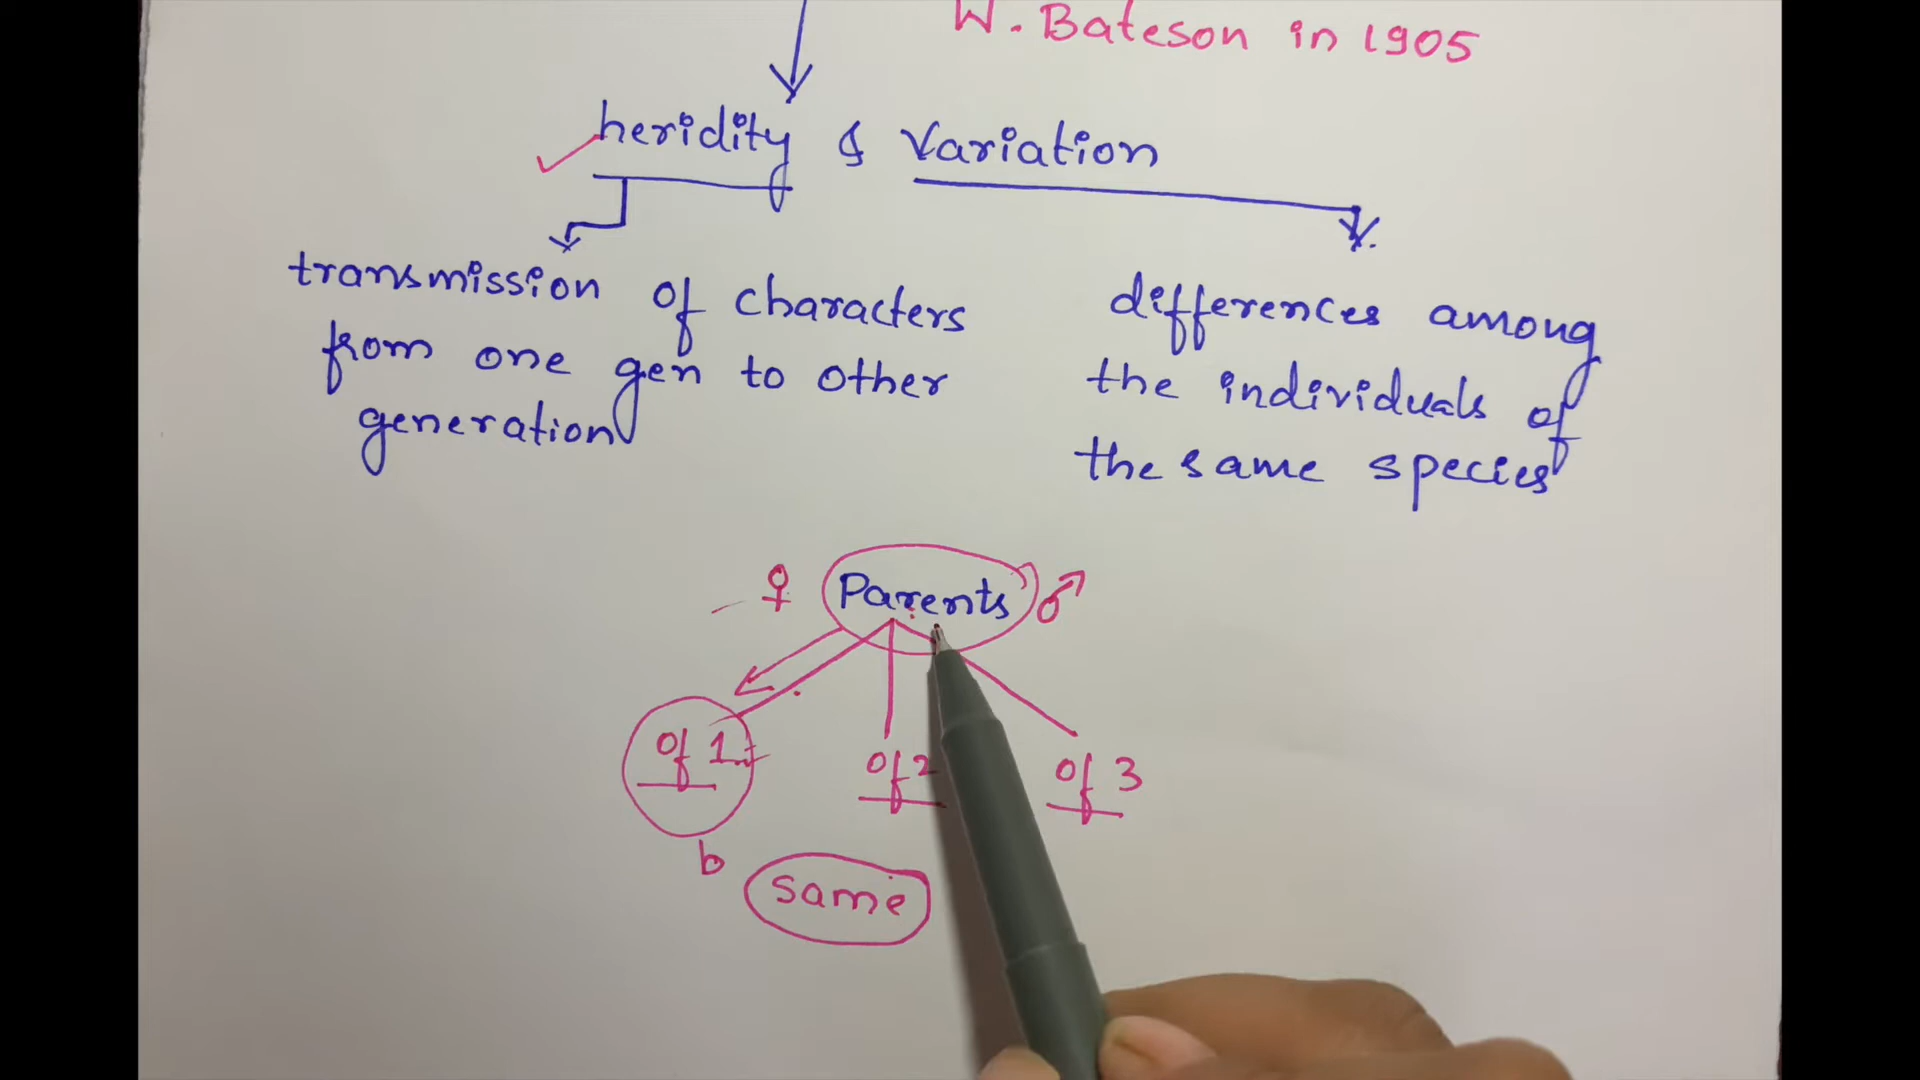 W. Bateson in 1905
heridity & Variation
transmission of characters
from one gen to other
generation
differences among
the individuals of
the same species
♀ Parents ♂
of 1 of 2 of 3
b
same